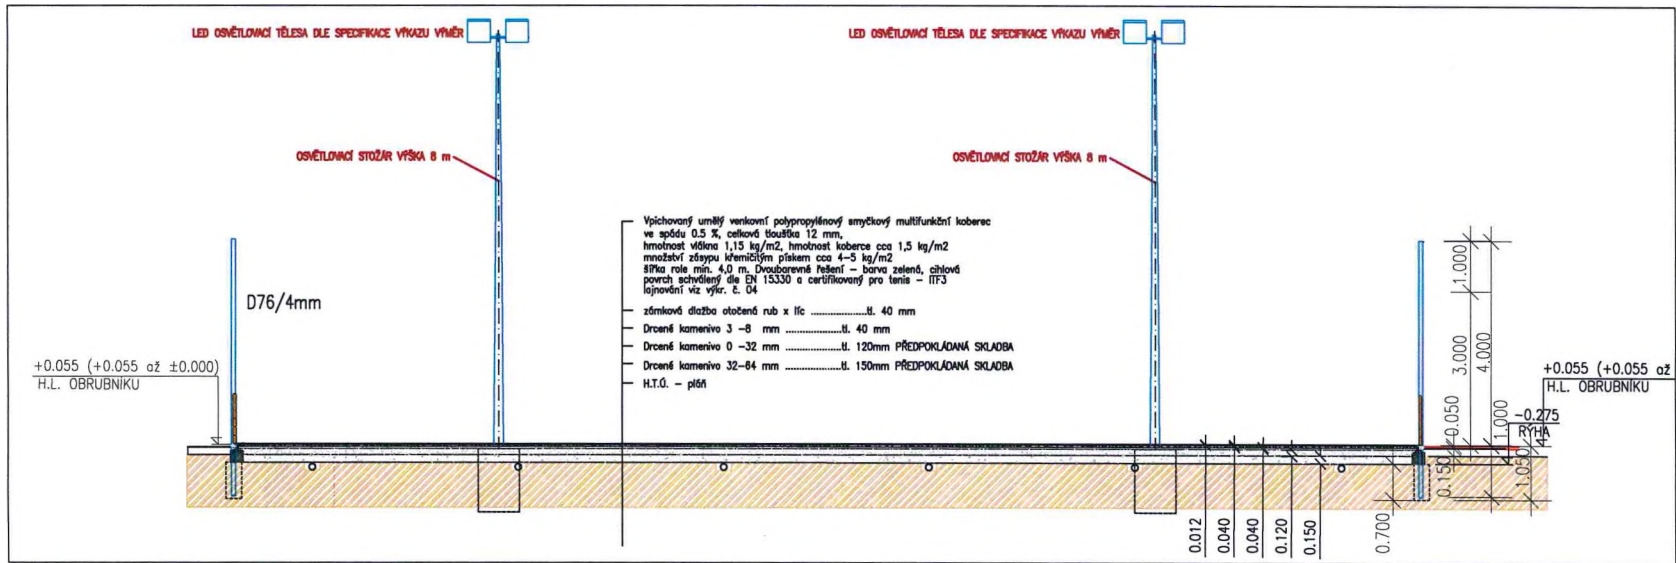 LED OSVĚTLOVACÍ TĚLESA DLE SPECIFIKACE VÝKAZU VÝMĚR
LED OSVĚTLOVACÍ TĚLESA DLE SPECIFIKACE VÝKAZU VÝMĚR
OSVĚTLOVACÍ STOŽÁR VÝŠKA 8 m
OSVĚTLOVACÍ STOŽÁR VÝŠKA 8 m
Vpichovaný umělý venkovní polypropylénový smyčkový multifunkční koberec
ve spádu 0.5 %, celková tloušťka 12 mm,
hmotnost vlákna 1,15 kg/m2, hmotnost koberce cca 1,5 kg/m2
množství zásypu křemičitým pískem cca 4-5 kg/m2
šířka role min. 4,0 m. Dvoubarevné řešení - barva zelená, cihlová
povrch schválený dle EN 15330 a certifikovaný pro tenis - ITF3
lajnování viz výkr. č. 04
zámková dlažba otočená rub x líc ...................tl. 40 mm
Drcené kamenivo 3 -8 mm ...................tl. 40 mm
Drcené kamenivo 0 -32 mm ...................tl. 120mm PŘEDPOKLÁDANÁ SKLADBA
Drcené kamenivo 32-64 mm ...................tl. 150mm PŘEDPOKLÁDANÁ SKLADBA
H.T.Ú. - pláň
D76/4mm
+0.055 (+0.055 až ±0.000)
H.L. OBRUBNÍKU
+0.055 (+0.055 až
H.L. OBRUBNÍKU
-0.275
RÝHA
1.000
3.000
4.000
0.050
1.000
0.150
1.050
0.700
0.012
0.040
0.040
0.120
0.150